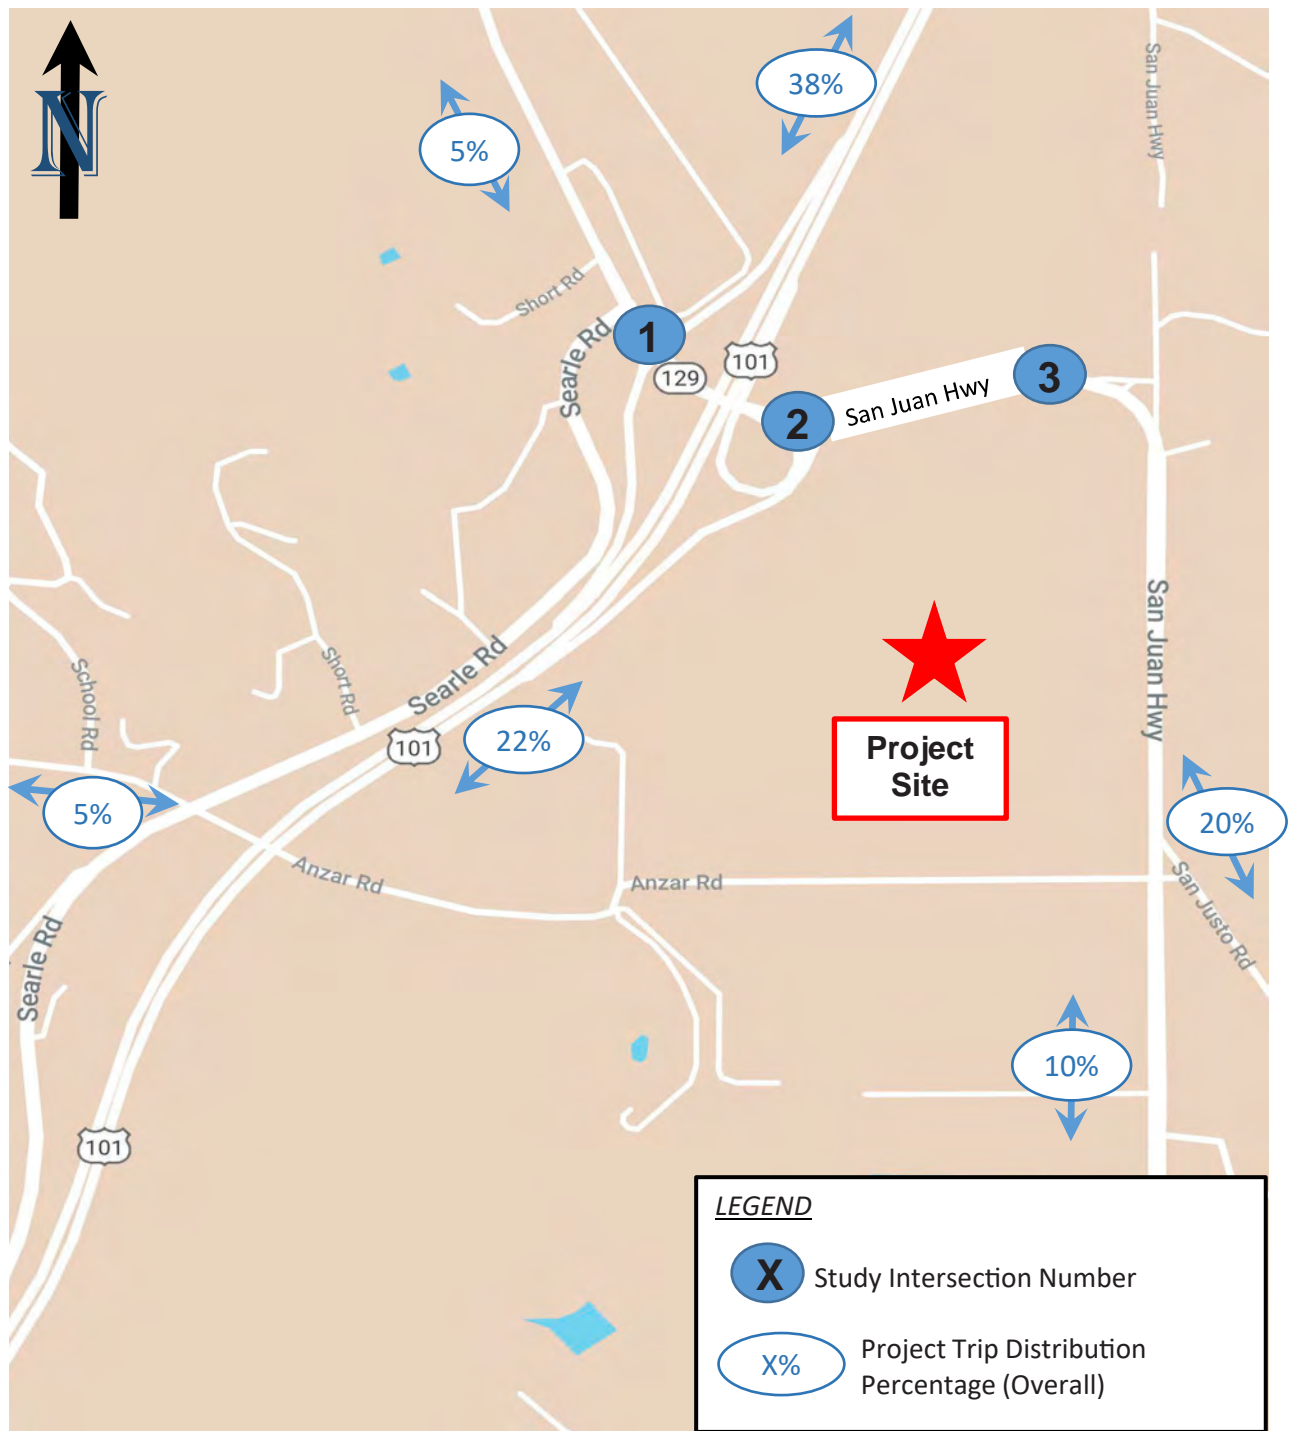 N
38%
5%
San Juan Hwy
Short Rd
Searle Rd
1
129
101
2
San Juan Hwy
3
School Rd
Short Rd
Searle Rd
101
22%
Project
Site
San Juan Hwy
5%
20%
Anzar Rd
Anzar Rd
San Justo Rd
Searle Rd
10%
101
LEGEND
X Study Intersection Number
X% Project Trip Distribution
Percentage (Overall)